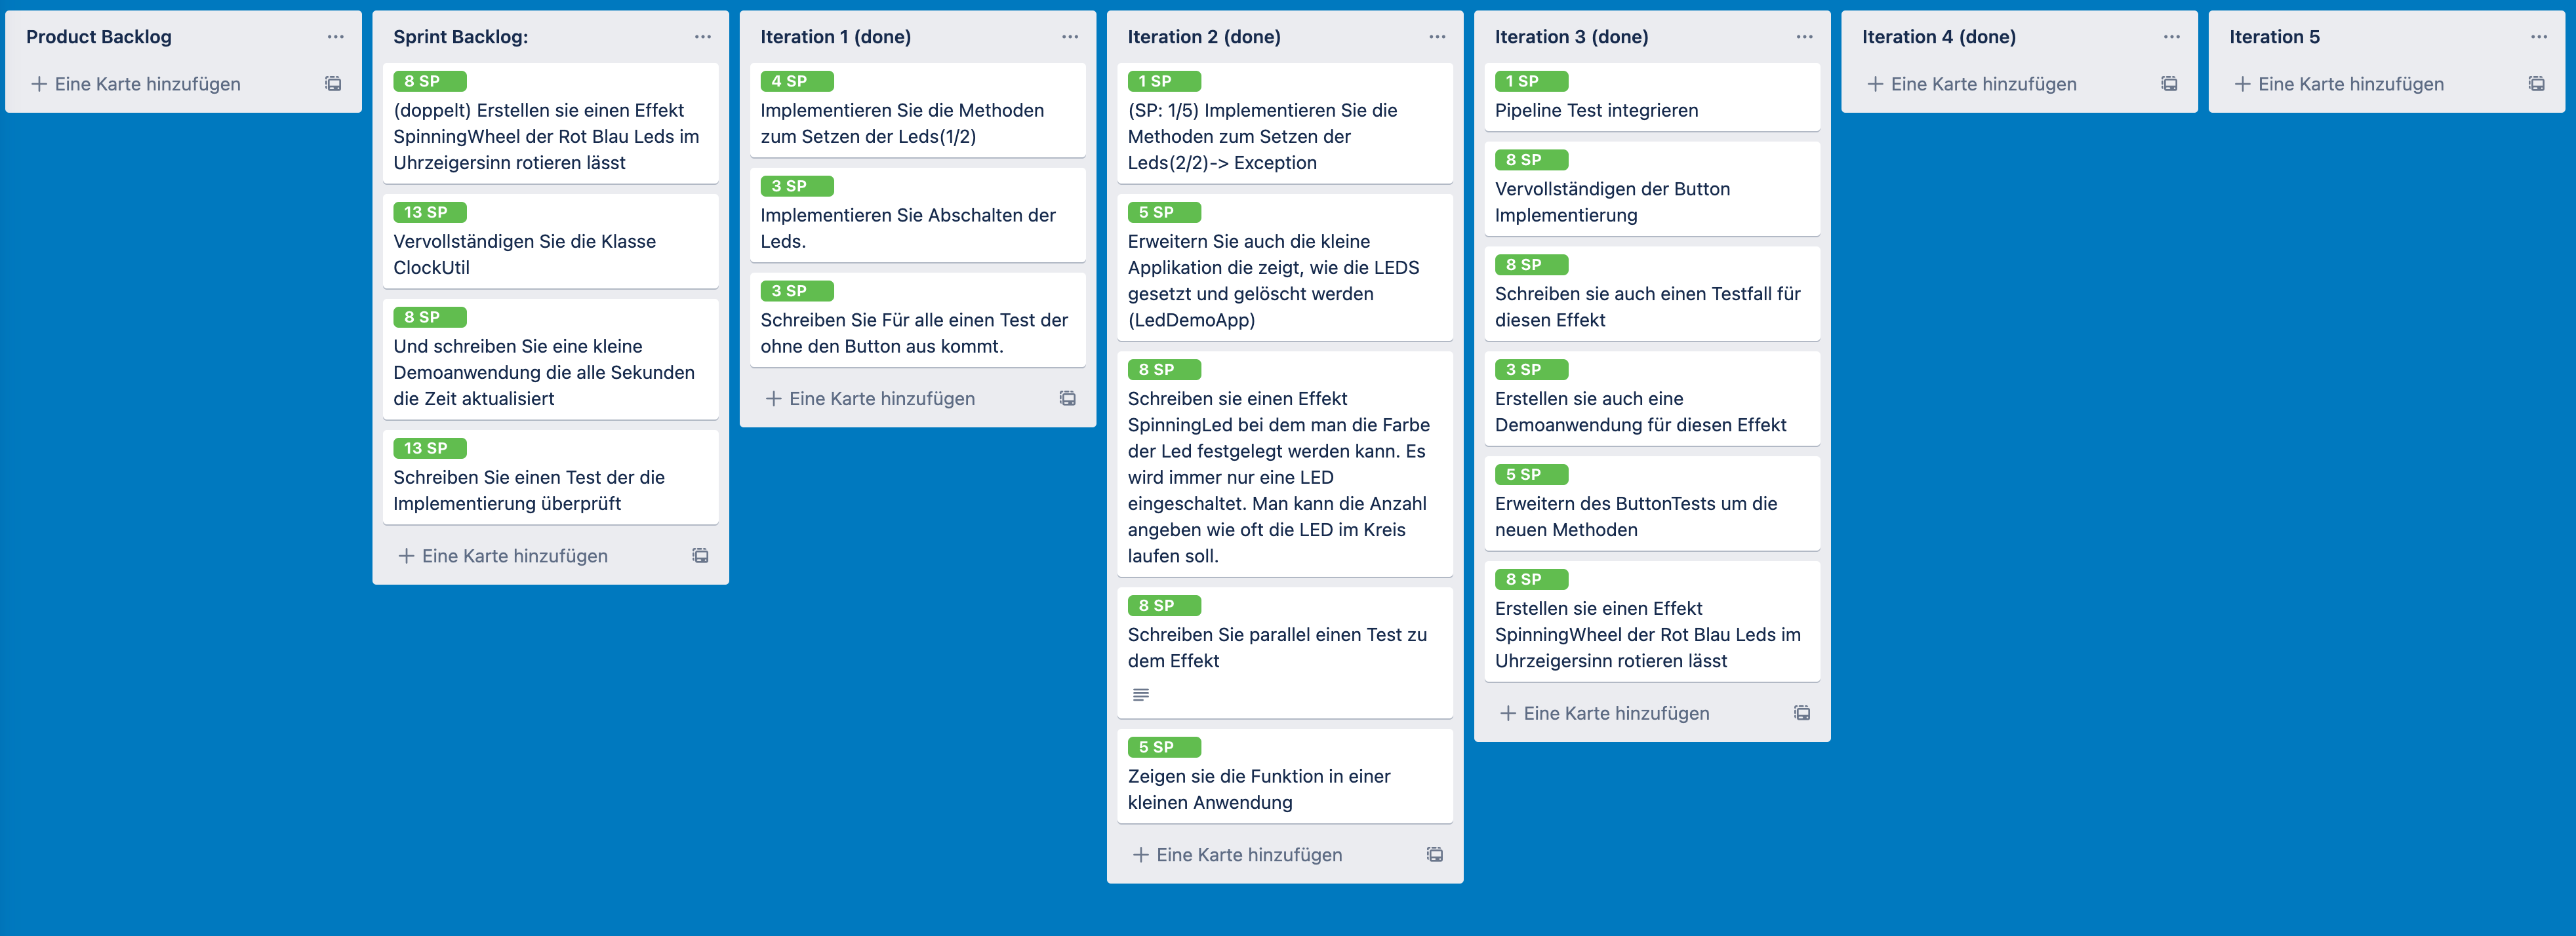 Product Backlog
Eine Karte hinzufügen
Sprint Backlog:
8 SP
(doppelt) Erstellen sie einen Effekt
SpinningWheel der Rot Blau Leds im
Uhrzeigersinn rotieren lässt
13 SP
Vervollständigen Sie die Klasse
ClockUtil
8 SP
Und schreiben Sie eine kleine
Demoanwendung die alle Sekunden
die Zeit aktualisiert
13 SP
Schreiben Sie einen Test der die
Implementierung überprüft
Eine Karte hinzufügen
Iteration 1 (done)
4 SP
Implementieren Sie die Methoden
zum Setzen der Leds(1/2)
3 SP
Implementieren Sie Abschalten der
Leds.
3 SP
Schreiben Sie Für alle einen Test der
ohne den Button aus kommt.
Eine Karte hinzufügen
Iteration 2 (done)
1 SP
(SP: 1/5) Implementieren Sie die
Methoden zum Setzen der
Leds(2/2)-> Exception
5 SP
Erweitern Sie auch die kleine
Applikation die zeigt, wie die LEDS
gesetzt und gelöscht werden
(LedDemoApp)
8 SP
Schreiben sie einen Effekt
SpinningLed bei dem man die Farbe
der Led festgelegt werden kann. Es
wird immer nur eine LED
eingeschaltet. Man kann die Anzahl
angeben wie oft die LED im Kreis
laufen soll.
8 SP
Schreiben Sie parallel einen Test zu
dem Effekt
5 SP
Zeigen sie die Funktion in einer
kleinen Anwendung
Eine Karte hinzufügen
Iteration 3 (done)
1 SP
Pipeline Test integrieren
8 SP
Vervollständigen der Button
Implementierung
8 SP
Schreiben sie auch einen Testfall für
diesen Effekt
3 SP
Erstellen sie auch eine
Demoanwendung für diesen Effekt
5 SP
Erweitern des ButtonTests um die
neuen Methoden
8 SP
Erstellen sie einen Effekt
SpinningWheel der Rot Blau Leds im
Uhrzeigersinn rotieren lässt
Eine Karte hinzufügen
Iteration 4 (done)
Eine Karte hinzufügen
Iteration 5
Eine Karte hinzufügen